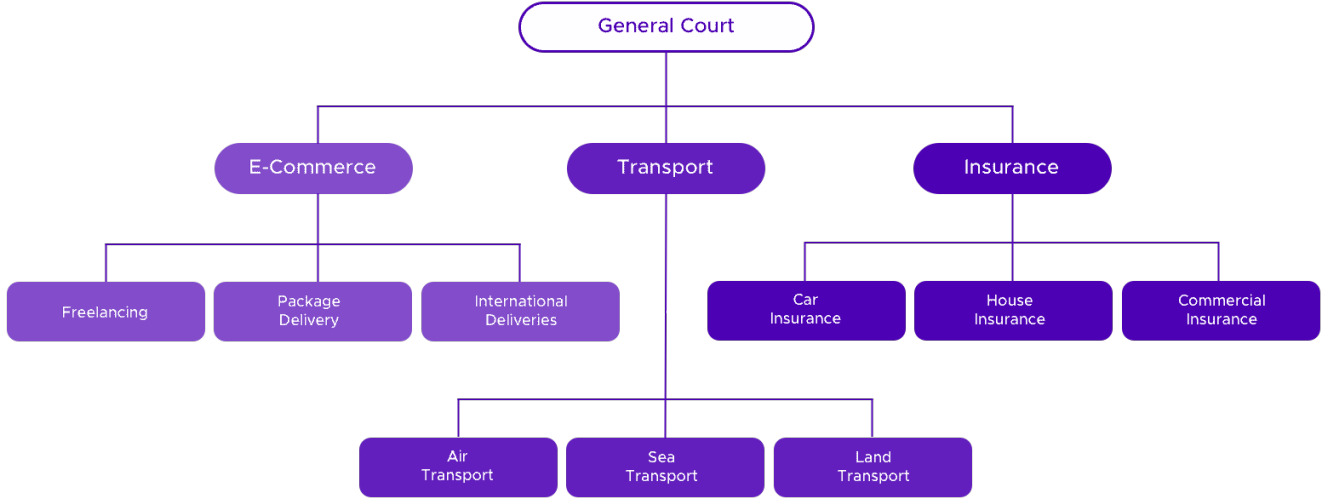 General Court
E-Commerce
Transport
Insurance
Freelancing
Package
Delivery
International
Deliveries
Car
Insurance
House
Insurance
Commercial
Insurance
Air
Transport
Sea
Transport
Land
Transport